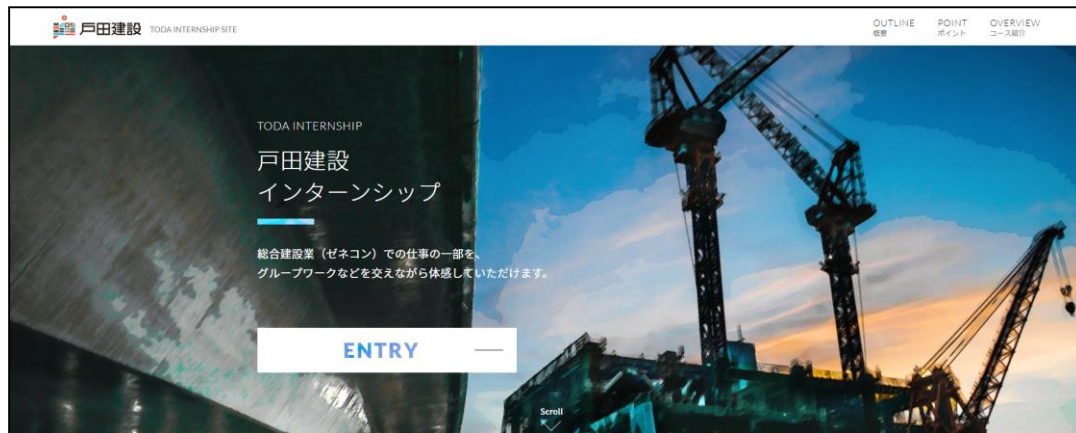 戸田建設 TODA INTERNSHIP SITE
OUTLINE
概要
POINT
ポイント
OVERVIEW
コース紹介
TODA INTERNSHIP
戸田建設
インターンシップ
総合建設業（ゼネコン）での仕事の一部を、
グループワークなどを交えながら体感していただけます。
ENTRY
Scroll